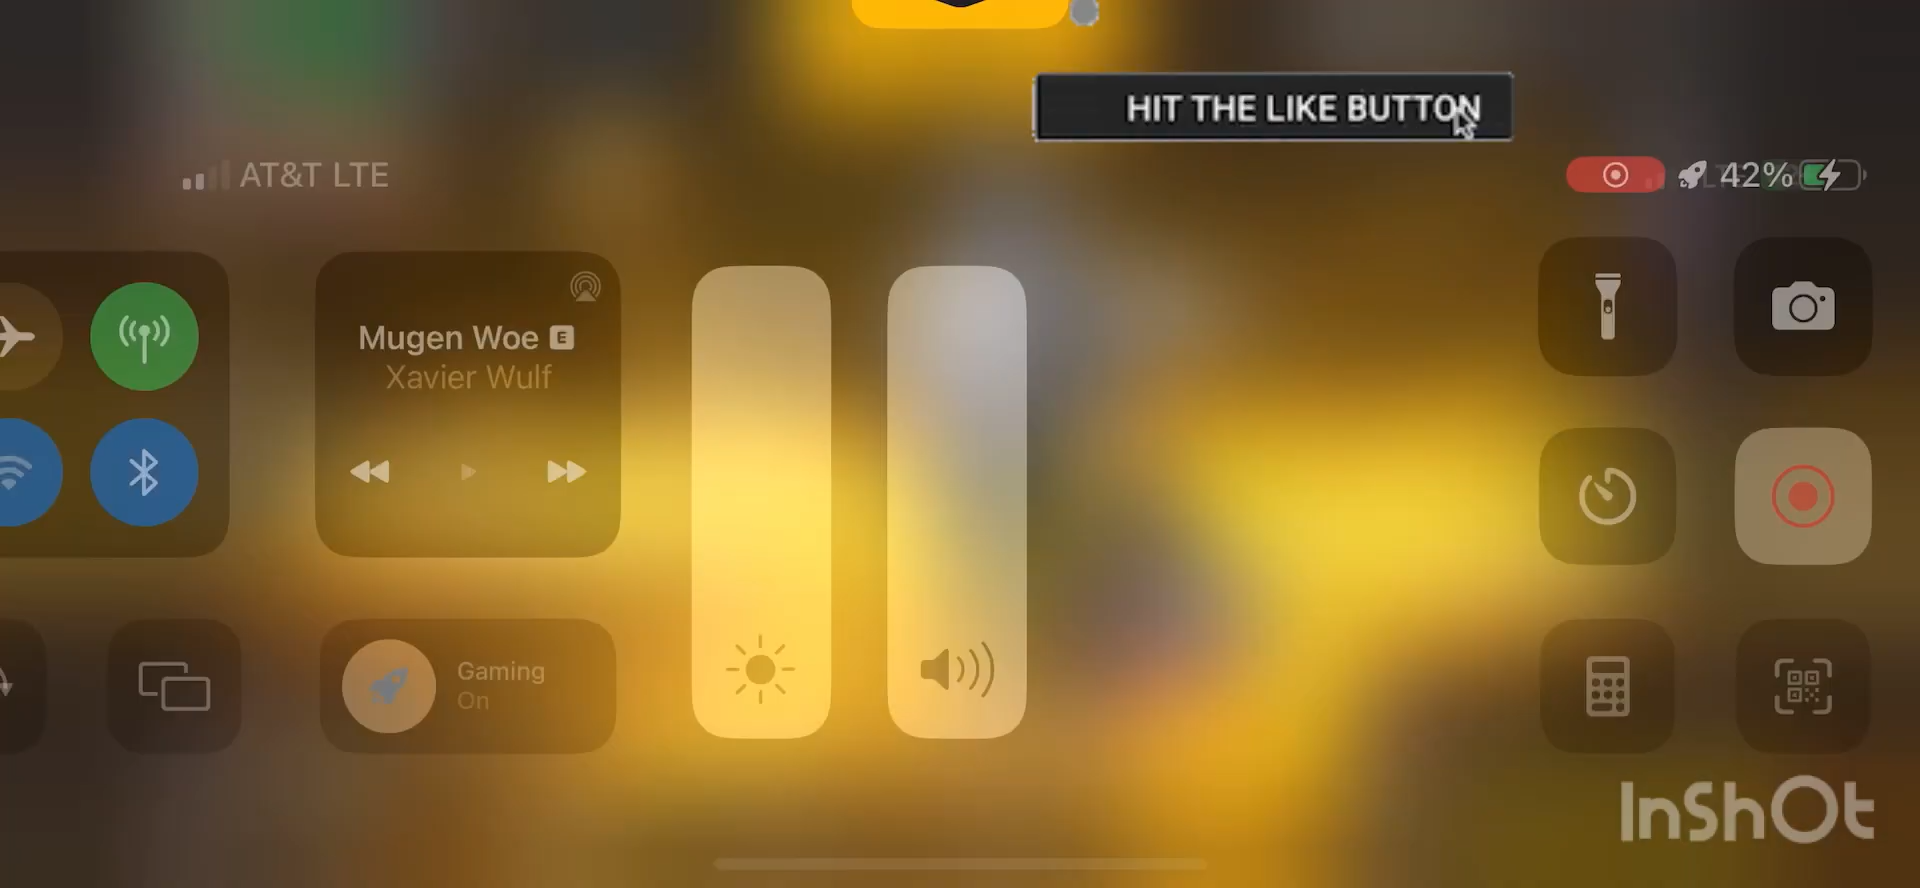 HIT THE LIKE BUTTON
AT&T LTE
42%
Mugen Woe E
Xavier Wulf
Gaming
On
InShOt